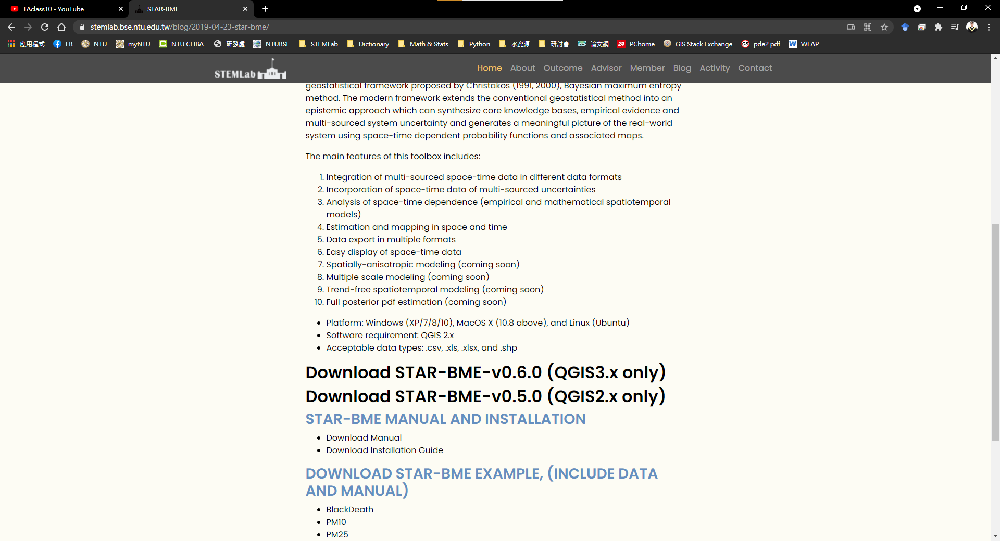 TAclass10 - YouTube
STAR-BME
stemlab.bse.ntu.edu.tw/blog/2019-04-23-star-bme/
應用程式 FB NTU myNTU NTU CEIBA 研發處 NTUBSE STEMLab Dictionary Math & Stats Python 水資源 研討會 論文網 24 PChome GIS Stack Exchange CS pde2.pdf W WEAP
STEMLab Home About Outcome Advisor Member Blog Activity Contact
geostatistical framework proposed by Christakos (1991, 2000), Bayesian maximum entropy
method. The modern framework extends the conventional geostatistical method into an
epistemic approach which can synthesize core knowledge bases, empirical evidence and
multi-sourced system uncertainty and generates a meaningful picture of the real-world
system using space-time dependent probability functions and associated maps.
The main features of this toolbox includes:
1. Integration of multi-sourced space-time data in different data formats
2. Incorporation of space-time data of multi-sourced uncertainties
3. Analysis of space-time dependence (empirical and mathematical spatiotemporal
models)
4. Estimation and mapping in space and time
5. Data export in multiple formats
6. Easy display of space-time data
7. Spatially-anisotropic modeling (coming soon)
8. Multiple scale modeling (coming soon)
9. Trend-free spatiotemporal modeling (coming soon)
10. Full posterior pdf estimation (coming soon)
• Platform: Windows (XP/7/8/10), MacOS X (10.8 above), and Linux (Ubuntu)
• Software requirement: QGIS 2.x
• Acceptable data types: .csv, .xls, .xlsx, and .shp
Download STAR-BME-v0.6.0 (QGIS3.x only)
Download STAR-BME-v0.5.0 (QGIS2.x only)
STAR-BME MANUAL AND INSTALLATION
• Download Manual
• Download Installation Guide
DOWNLOAD STAR-BME EXAMPLE, (INCLUDE DATA
AND MANUAL)
• BlackDeath
• PM10
• PM25